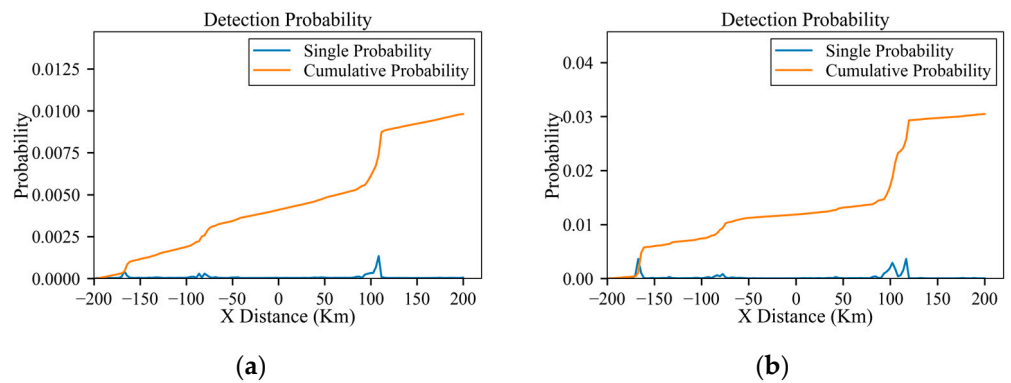 Detection Probability
Single Probability
Cumulative Probability
0.0125
0.0100
0.0075
0.0050
0.0025
0.0000
Probability
−200 −150 −100 −50 0 50 100 150 200
X Distance (Km)
(a)
Detection Probability
Single Probability
Cumulative Probability
0.04
0.03
0.02
0.01
0.00
Probability
−200 −150 −100 −50 0 50 100 150 200
X Distance (Km)
(b)